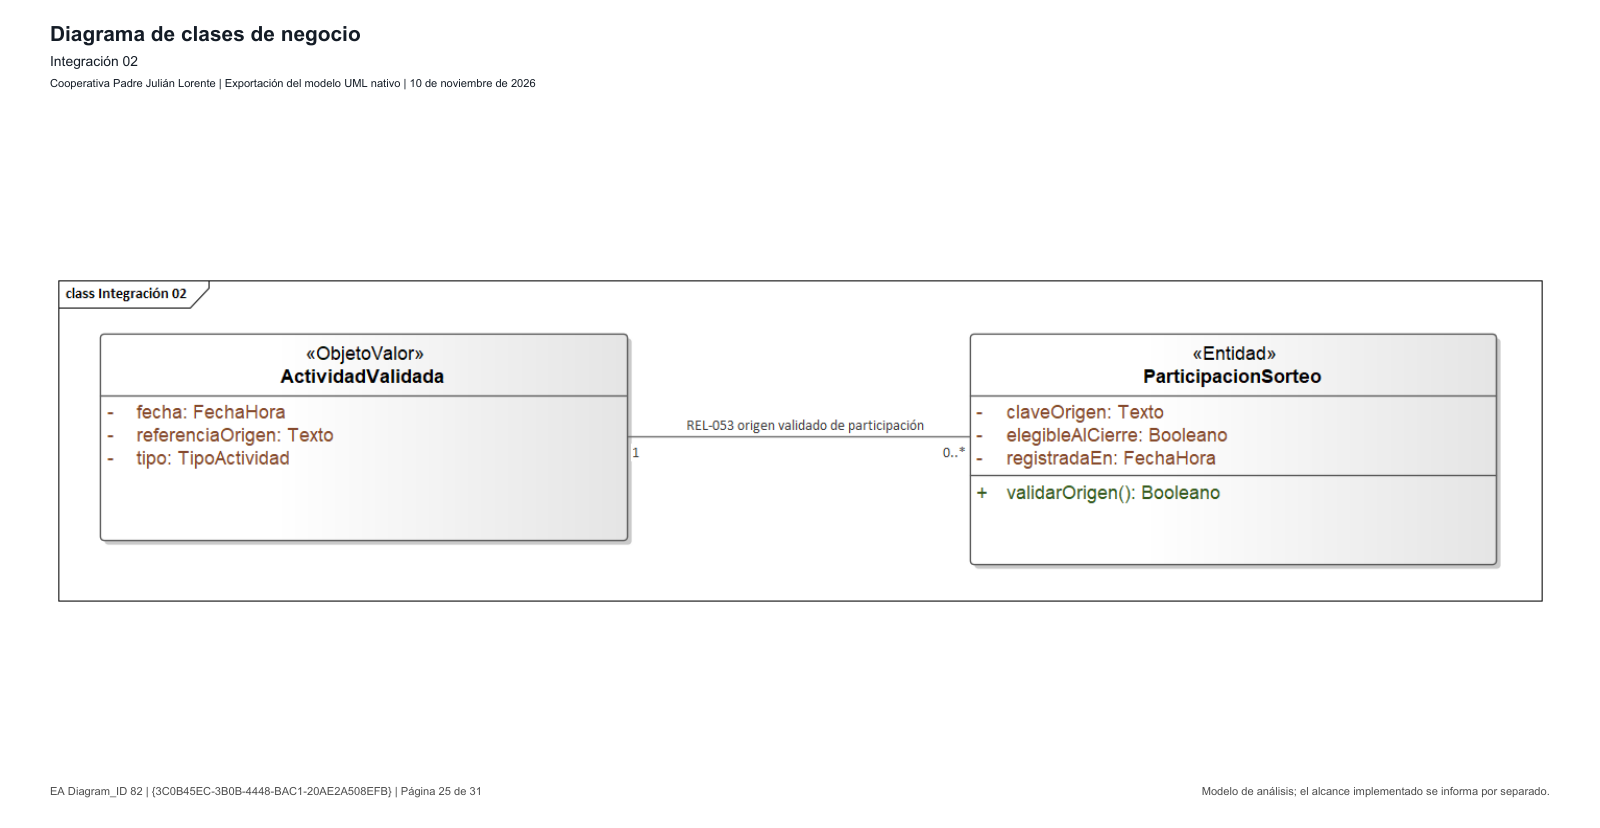 Diagrama de clases de negocio
Integración 02
Cooperativa Padre Julián Lorente | Exportación del modelo UML nativo | 10 de noviembre de 2026
class Integración 02
«ObjetoValor»
ActividadValidada
- fecha: FechaHora
- referenciaOrigen: Texto
- tipo: TipoActividad
REL-053 origen validado de participación
1
0..*
«Entidad»
ParticipacionSorteo
- claveOrigen: Texto
- elegibleAlCierre: Booleano
- registradaEn: FechaHora
+ validarOrigen(): Booleano
EA Diagram_ID 82 | {3C0B45EC-3B0B-4448-BAC1-20AE2A508EFB} | Página 25 de 31
Modelo de análisis; el alcance implementado se informa por separado.